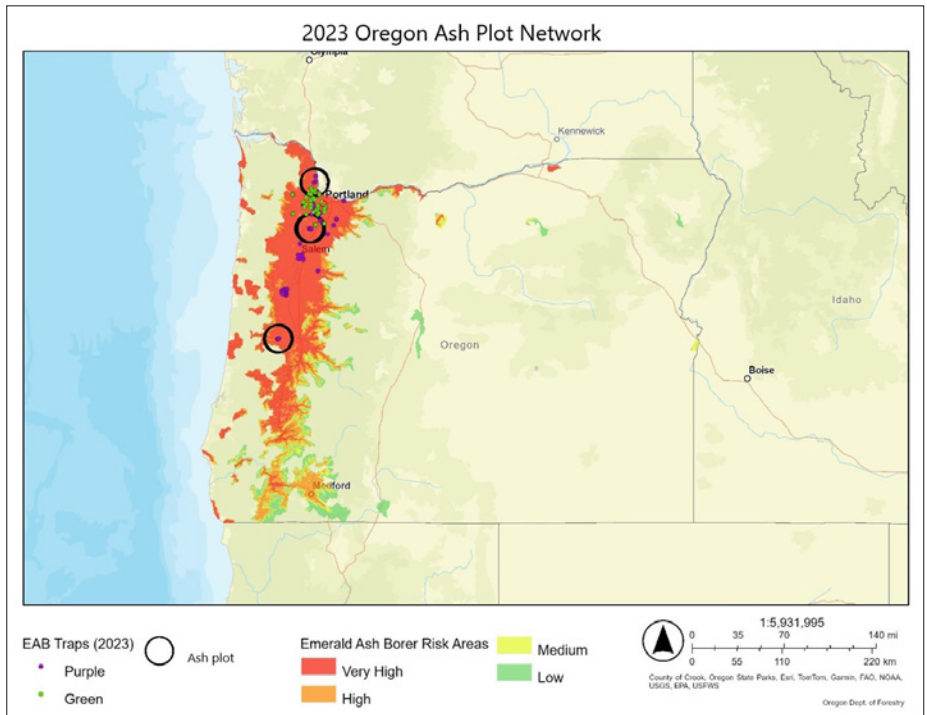 2023 Oregon Ash Plot Network
Olympia
Kennewick
Portland
Salem
Idaho
Oregon
Boise
Medford
EAB Traps (2023)
Purple
Green
Ash plot
Emerald Ash Borer Risk Areas
Very High
High
Medium
Low
1:5,931,995
0 35 70 140 mi
0 55 110 220 km
County of Crook, Oregon State Parks, Esri, TomTom, Garmin, FAO, NOAA,
USGS, EPA, USFWS
Oregon Dept. of Forestry